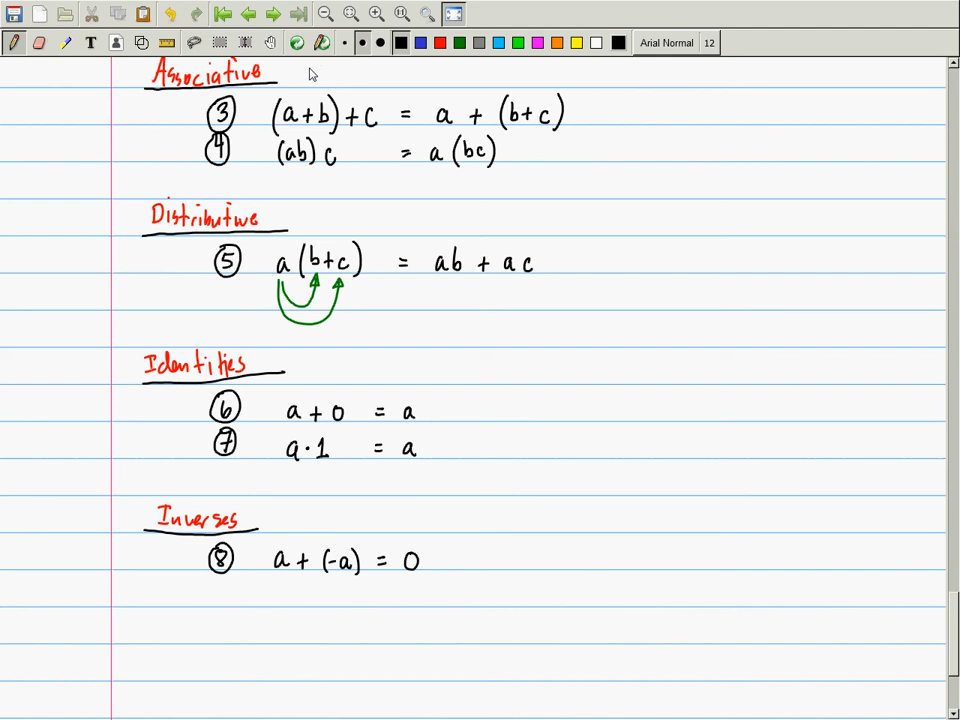 Arial Normal 12
Associative
③ (a+b)+c = a + (b+c)
④ (ab)c = a(bc)
Distributive
⑤ a(b+c) = ab + ac
Identities
⑥ a + 0 = a
⑦ a·1 = a
Inverses
⑧ a + (-a) = 0